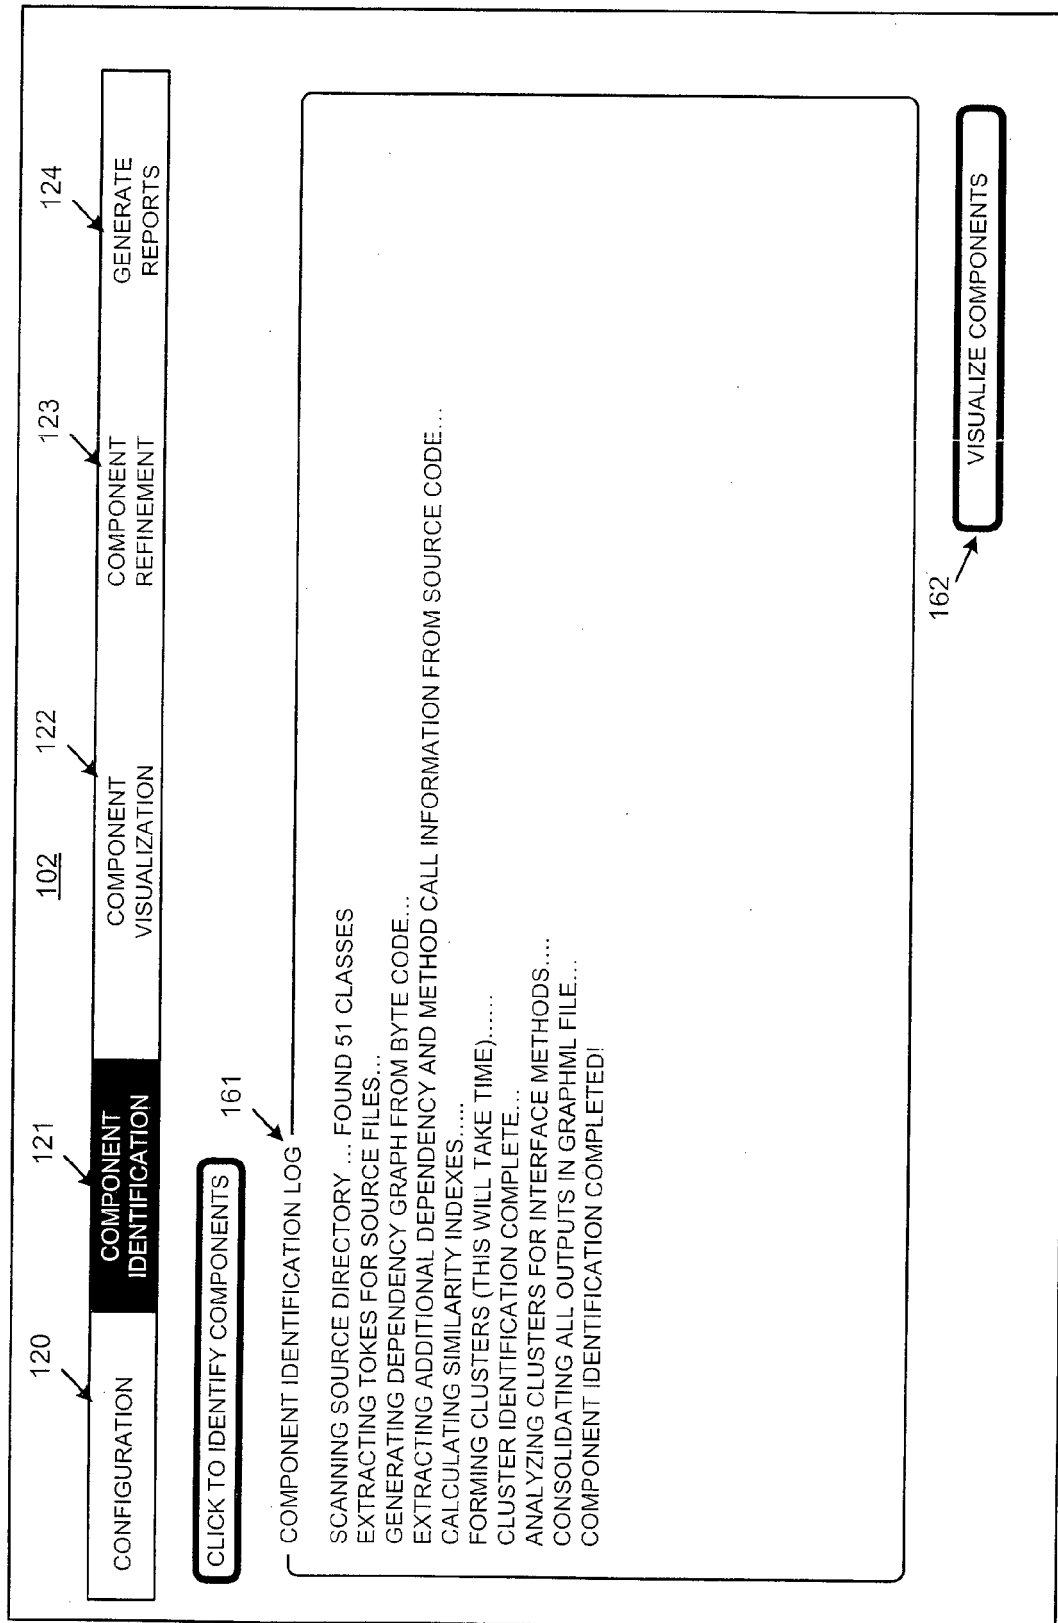 102
120
121
122
123
124
CONFIGURATION
COMPONENT
IDENTIFICATION
COMPONENT
VISUALIZATION
COMPONENT
REFINEMENT
GENERATE
REPORTS
CLICK TO IDENTIFY COMPONENTS
161
COMPONENT IDENTIFICATION LOG
SCANNING SOURCE DIRECTORY .... FOUND 51 CLASSES
EXTRACTING TOKES FOR SOURCE FILES...
GENERATING DEPENDENCY GRAPH FROM BYTE CODE...
EXTRACTING ADDITIONAL DEPENDENCY AND METHOD CALL INFORMATION FROM SOURCE CODE...
CALCULATING SIMILARITY INDEXES.....
FORMING CLUSTERS (THIS WILL TAKE TIME)......
CLUSTER IDENTIFICATION COMPLETE...
ANALYZING CLUSTERS FOR INTERFACE METHODS....
CONSOLIDATING ALL OUTPUTS IN GRAPHML FILE...
COMPONENT IDENTIFICATION COMPLETED!
162
VISUALIZE COMPONENTS